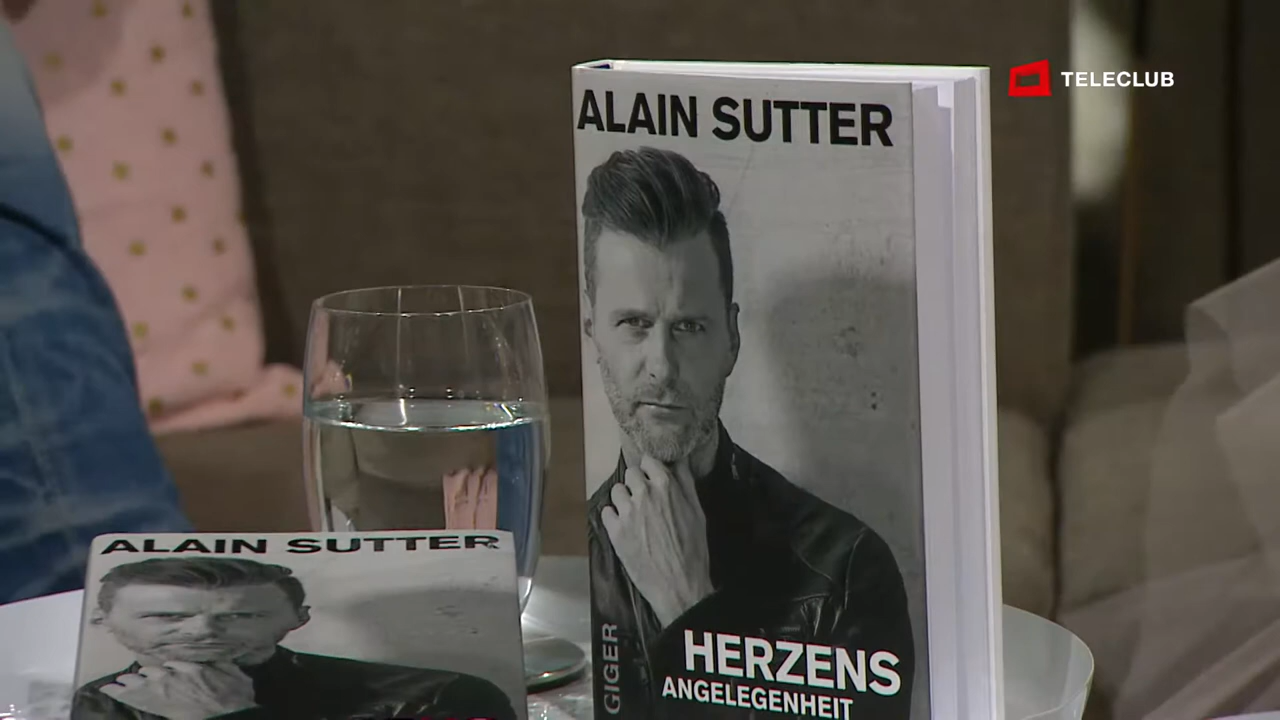 TELECLUB
ALAIN SUTTER
HERZENS
ANGELEGENHEIT
GIGER
ALAIN SUTTER